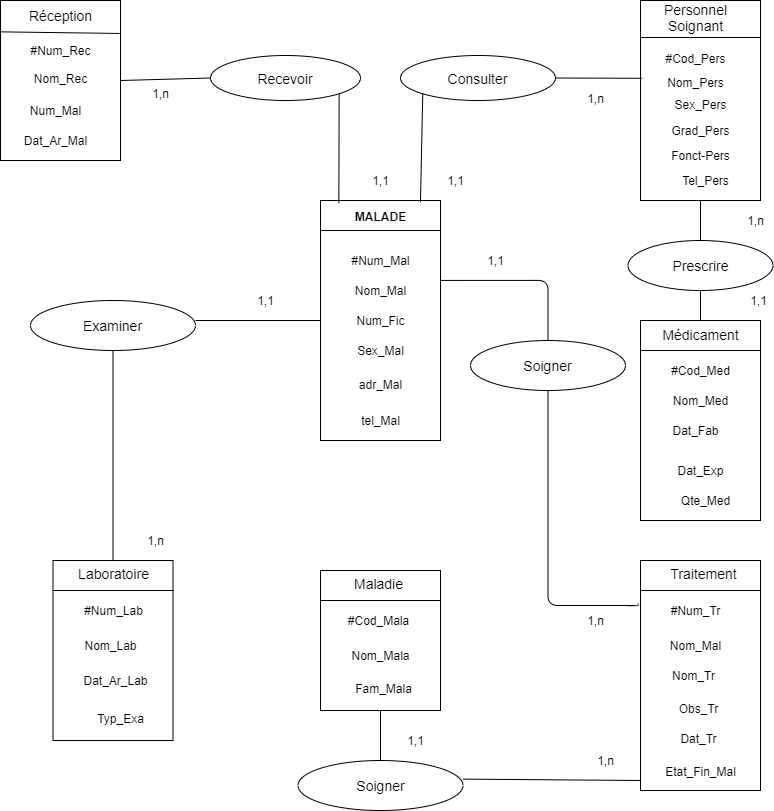 Réception
#Num_Rec
Nom_Rec
Num_Mal
Dat_Ar_Mal
1,n
Recevoir
1,1
Consulter
1,1
1,n
Personnel
Soignant
#Cod_Pers
Nom_Pers
Sex_Pers
Grad_Pers
Fonct-Pers
Tel_Pers
1,n
Prescrire
1,1
MALADE
#Num_Mal
Nom_Mal
Num_Fic
Sex_Mal
adr_Mal
tel_Mal
1,1
Examiner
1,n
1,1
Soigner
1,n
Médicament
#Cod_Med
Nom_Med
Dat_Fab
Dat_Exp
Qte_Med
Laboratoire
#Num_Lab
Nom_Lab
Dat_Ar_Lab
Typ_Exa
Maladie
#Cod_Mala
Nom_Mala
Fam_Mala
1,1
Soigner
1,n
Traitement
#Num_Tr
Nom_Mal
Nom_Tr
Obs_Tr
Dat_Tr
Etat_Fin_Mal